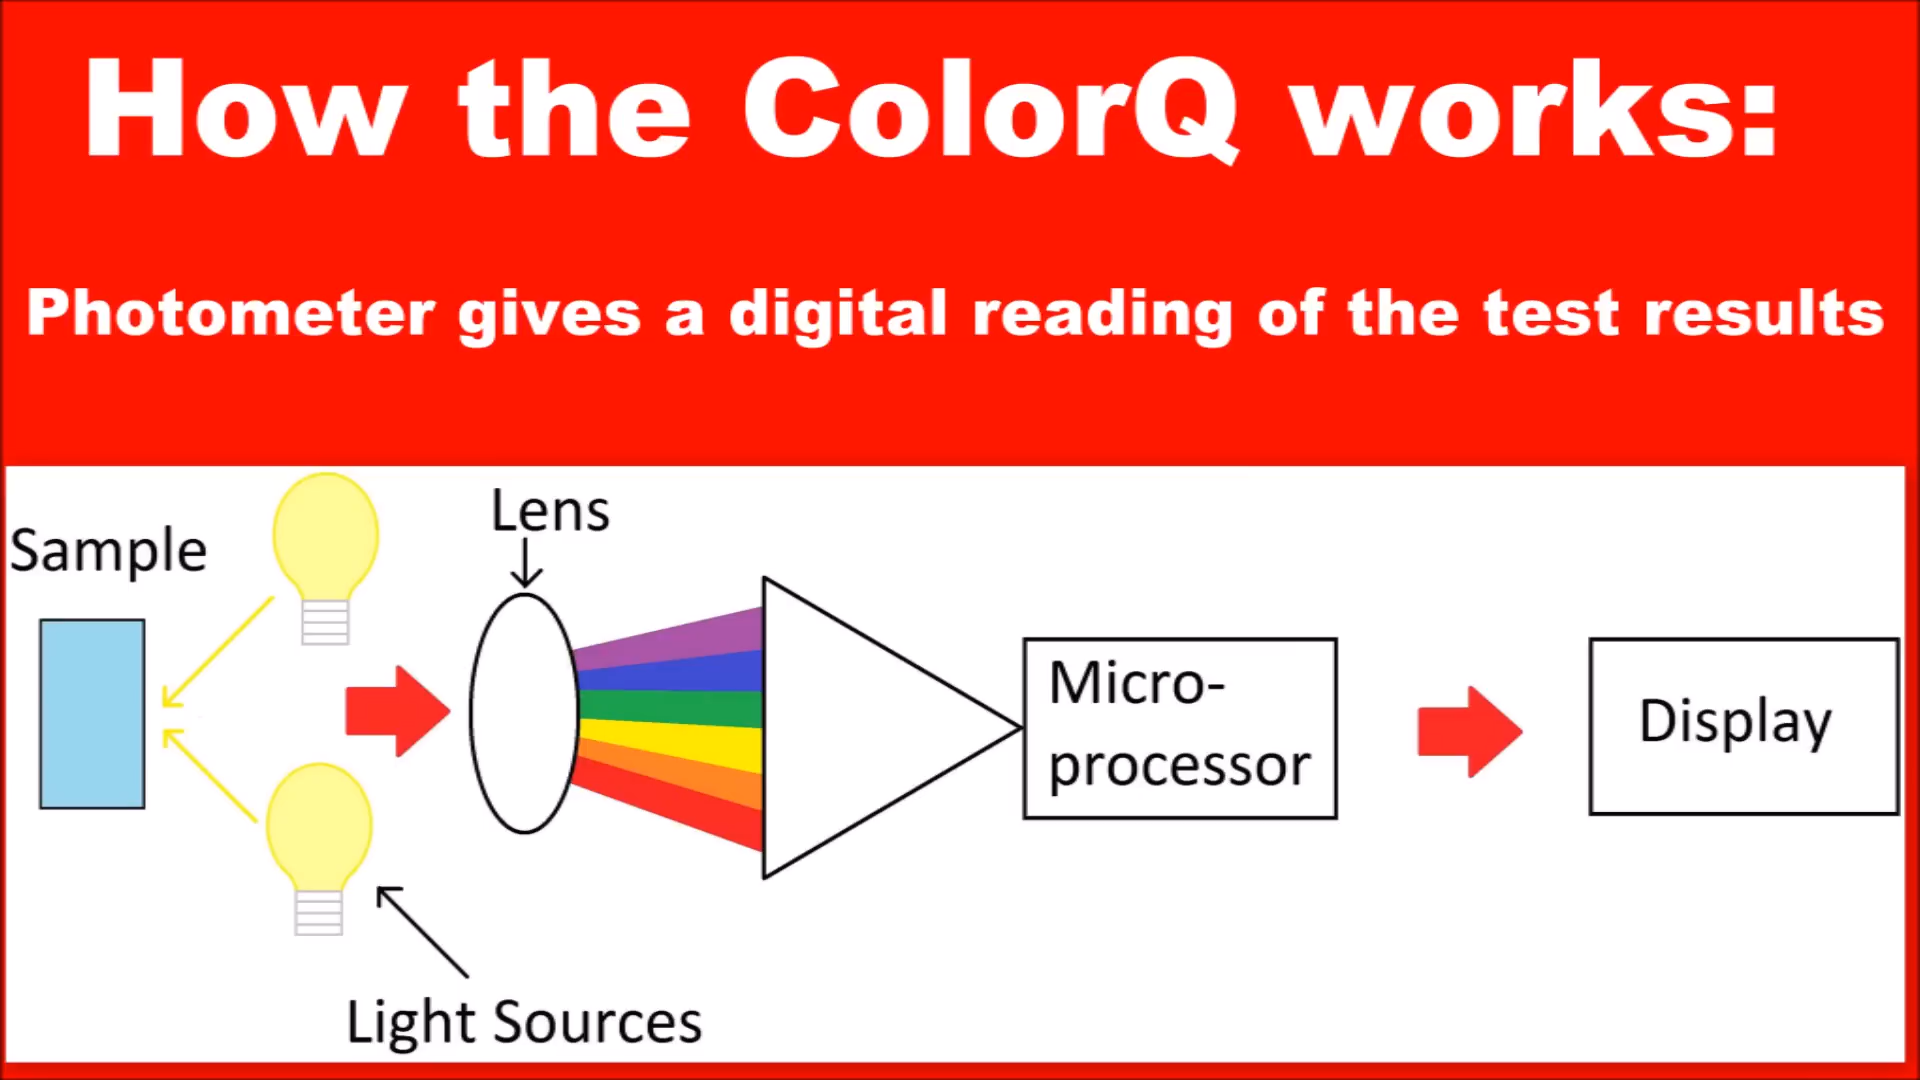 How the ColorQ works:
Photometer gives a digital reading of the test results
Lens
Sample
Micro-
processor
Display
Light Sources